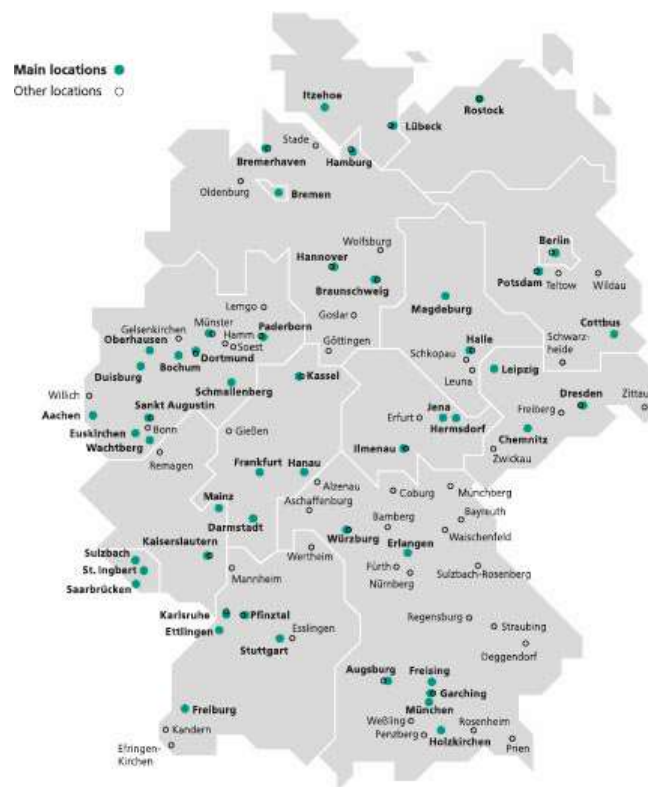 Main locations
Other locations
Itzehoe
Rostock
Lübeck
Stade
Bremerhaven
Hamburg
Oldenburg
Bremen
Wolfsburg
Berlin
Hannover
Potsdam
Teltow
Wildau
Braunschweig
Magdeburg
Lemgo
Goslar
Cottbus
Münster
Paderborn
Gelsenkirchen
Hamm
Oberhausen
Soest
Göttingen
Halle
Schwarz-
heide
Dortmund
Schkopau
Bochum
Duisburg
Leipzig
Kassel
Leuna
Schmallenberg
Willich
Dresden
Zittau
Aachen
Sankt Augustin
Jena
Erfurt
Freiberg
Hermsdorf
Bonn
Euskirchen
Gießen
Chemnitz
Wachtberg
Ilmenau
Zwickau
Remagen
Frankfurt
Hanau
Alzenau
Münchberg
Coburg
Mainz
Aschaffenburg
Bayreuth
Bamberg
Darmstadt
Würzburg
Waischenfeld
Kaiserslautern
Erlangen
Sulzbach
Wertheim
St. Ingbert
Fürth
Mannheim
Sulzbach-Rosenberg
Saarbrücken
Nürnberg
Karlsruhe
Pfinztal
Regensburg
Ettlingen
Esslingen
Straubing
Stuttgart
Deggendorf
Augsburg
Freising
Garching
Freiburg
München
Weßling
Kandern
Rosenheim
Penzberg
Holzkirchen
Efringen-
Kirchen
Prien